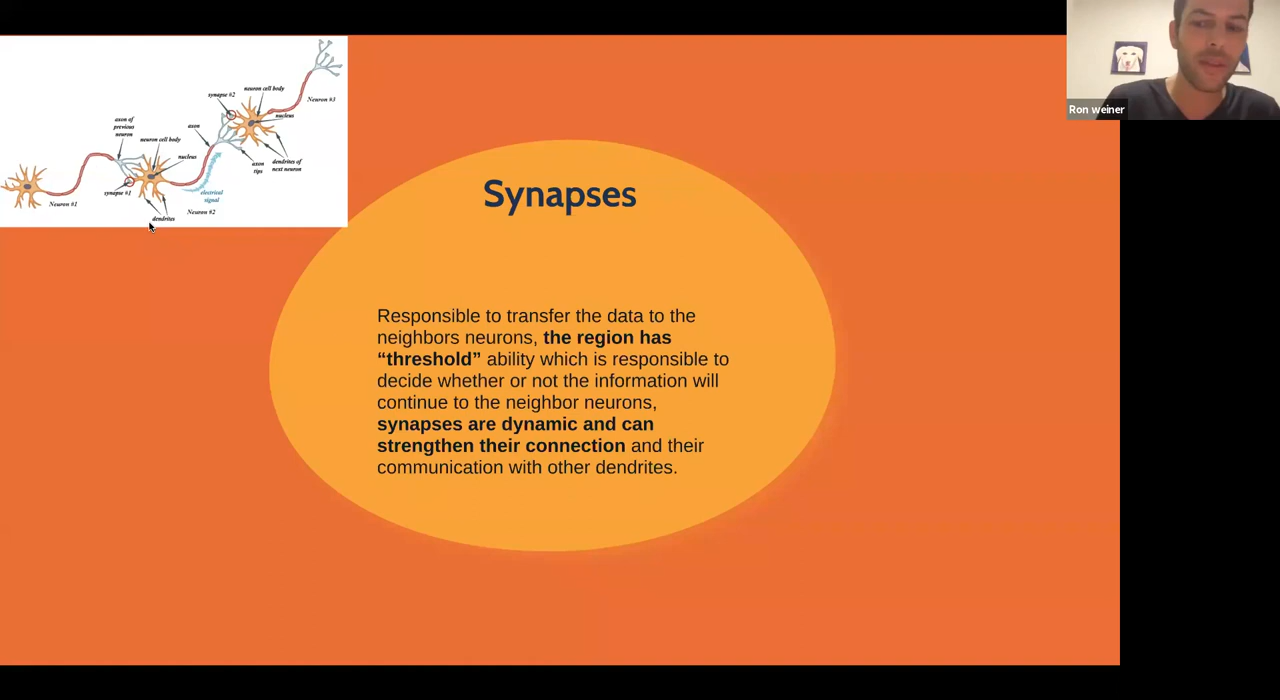 synapse #2
neuron cell body
Neuron #3
nucleus
axon of
previous
neuron
axon
neuron cell body
nucleus
axon
tips
dendrites of
next neuron
synapse #1
electrical
signal
Neuron #1
Neuron #2
dendrites
Ron weiner
Synapses
Responsible to transfer the data to the
neighbors neurons, the region has
“threshold” ability which is responsible to
decide whether or not the information will
continue to the neighbor neurons,
synapses are dynamic and can
strengthen their connection and their
communication with other dendrites.